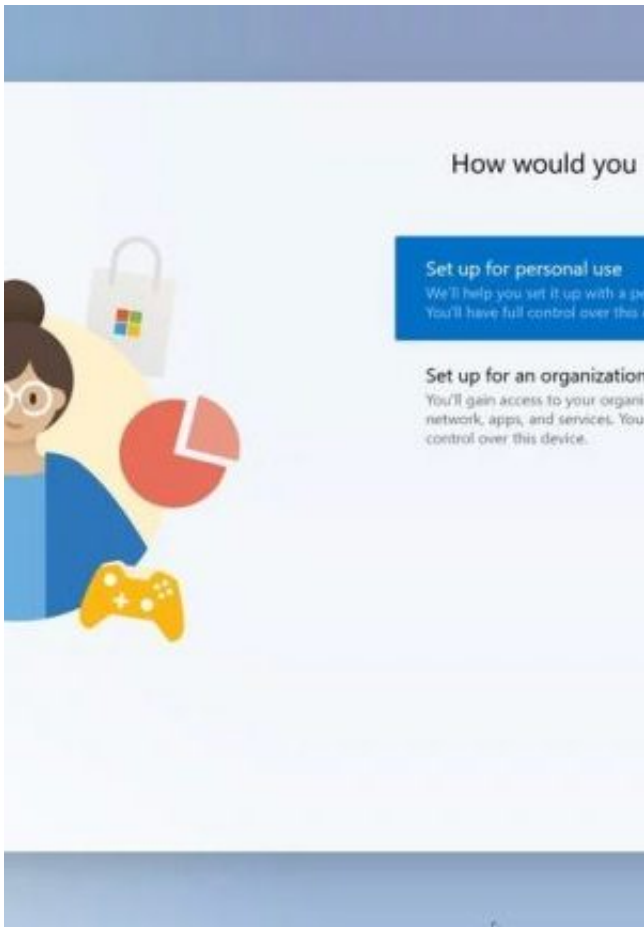 How would you
Set up for personal use
We'll help you set it up with a
You'll have full control over this
Set up for an organization
You'll gain access to your
network, apps, and services. You
control over this device.